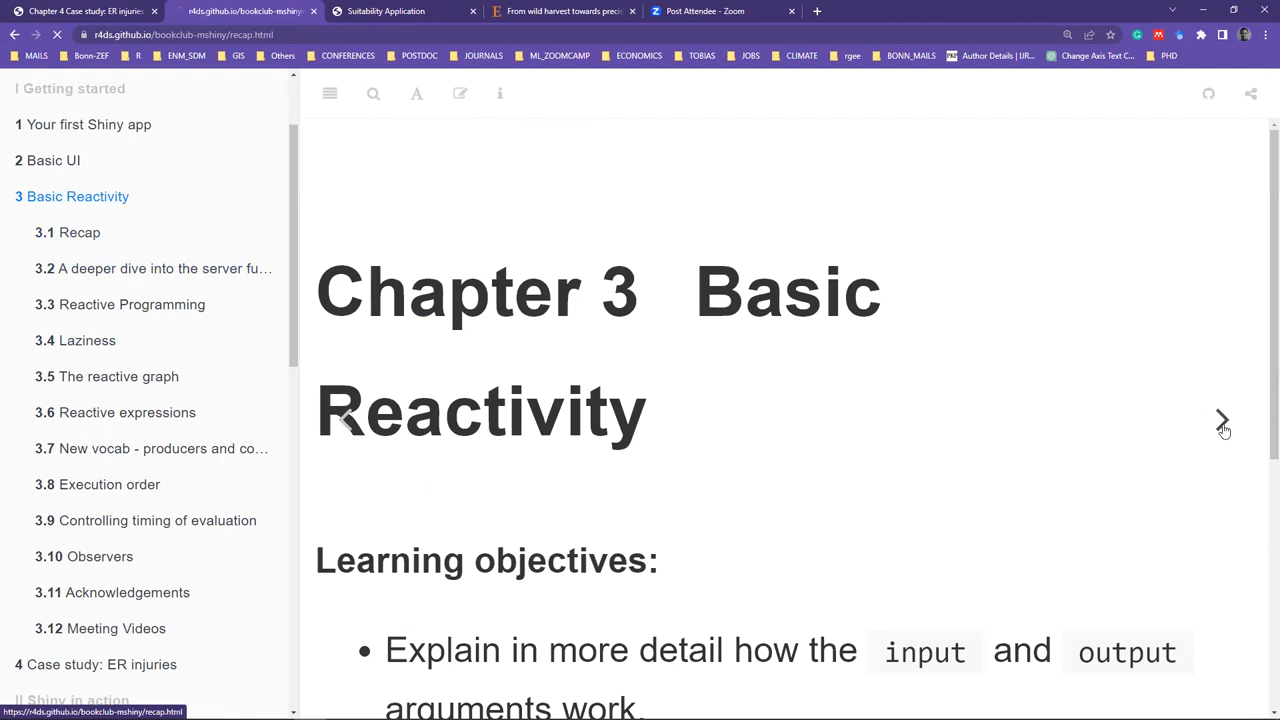 Chapter 4 Case study: ER injuries
r4ds.github.io/bookclub-mshiny
Suitability Application
From wild harvest towards preci
Post Attendee - Zoom
r4ds.github.io/bookclub-mshiny/recap.html
MAILS
Bonn-ZEF
R
ENM_SDM
GIS
Others
CONFERENCES
POSTDOC
JOURNALS
ML_ZOOMCAMP
ECONOMICS
TOBIAS
JOBS
CLIMATE
rgee
BONN_MAILS
Author Details | IJR...
Change Axis Text C...
PHD
I Getting started
1 Your first Shiny app
2 Basic UI
3 Basic Reactivity
3.1 Recap
3.2 A deeper dive into the server fu...
3.3 Reactive Programming
3.4 Laziness
3.5 The reactive graph
3.6 Reactive expressions
3.7 New vocab - producers and co...
3.8 Execution order
3.9 Controlling timing of evaluation
3.10 Observers
3.11 Acknowledgements
3.12 Meeting Videos
4 Case study: ER injuries
II Shiny in action
https://r4ds.github.io/bookclub-mshiny/recap.html
Chapter 3 Basic
Reactivity
Learning objectives:
• Explain in more detail how the input and output
arguments work.